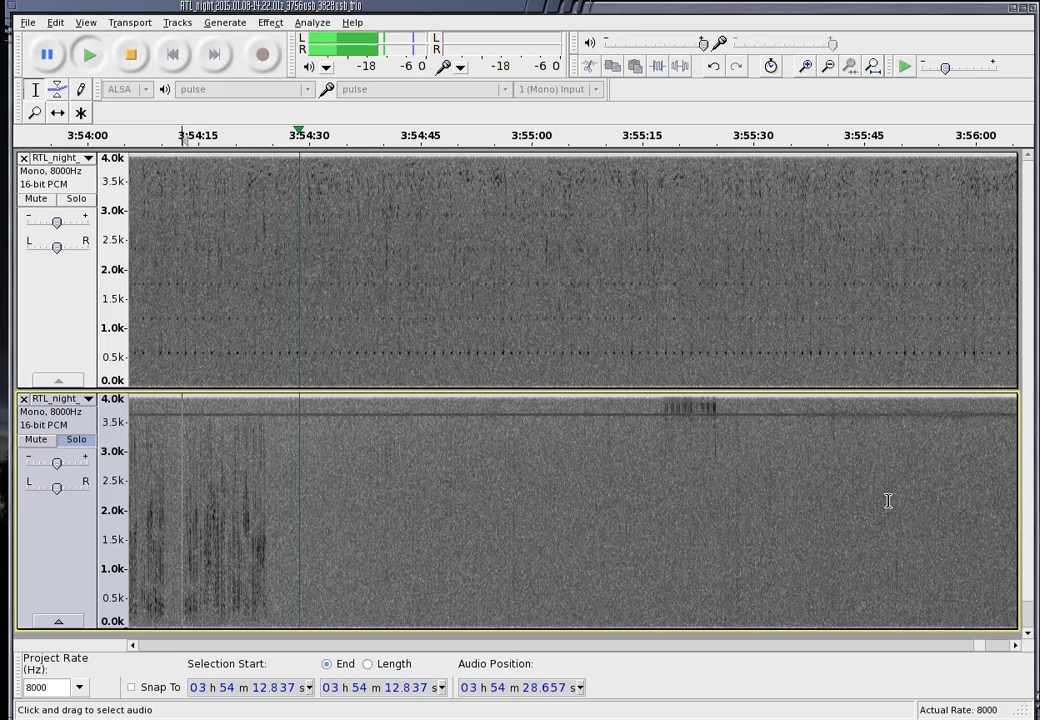 RTL_night_2015.01.08-14.22.01z_3756usb_3828usb_trio
File Edit View Transport Tracks Generate Effect Analyze Help
L
R
-18 -6 0
L
R
-18 -6 0
ALSA pulse pulse 1 (Mono) Input
3:54:00 3:54:15 3:54:30 3:54:45 3:55:00 3:55:15 3:55:30 3:55:45 3:56:00
RTL_night_
Mono, 8000Hz
16-bit PCM
Mute Solo
- +
L R
4.0k
3.5k
3.0k
2.5k
2.0k
1.5k
1.0k
0.5k
0.0k
RTL_night_
Mono, 8000Hz
16-bit PCM
Mute Solo
- +
L R
4.0k
3.5k
3.0k
2.5k
2.0k
1.5k
1.0k
0.5k
0.0k
Project Rate (Hz):
8000
Snap To
Selection Start:
03 h 54 m 12.837 s
End Length
03 h 54 m 12.837 s
Audio Position:
03 h 54 m 28.657 s
Click and drag to select audio
Actual Rate: 8000